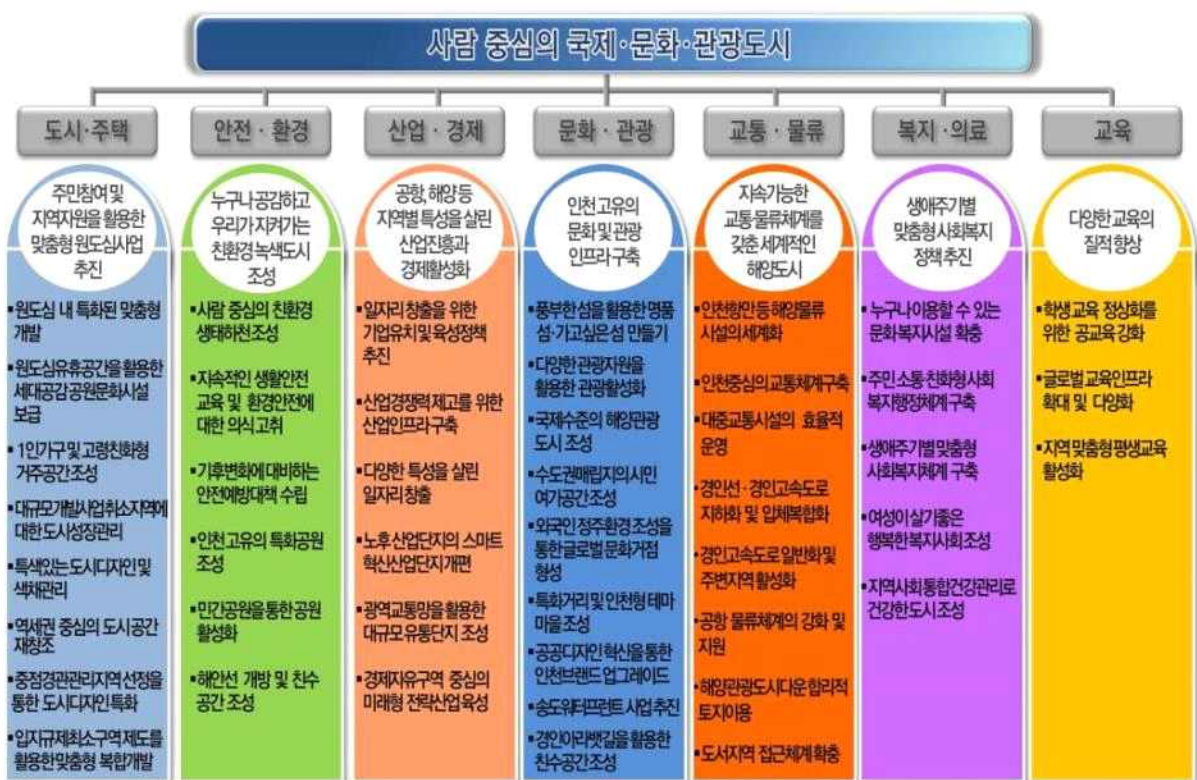 사람 중심의 국제·문화·관광도시
도시·주택
안전·환경
산업·경제
문화·관광
교통·물류
복지·의료
교육
주민참여 및
지역자원을 활용한
맞춤형 원도심사업
추진
▪원도심 내 특화된 맞춤형
개발
▪원도심유휴공간을 활용한
세대공감 공원문화시설
보급
▪1인가구 및 고령친화형
거주공간 조성
▪대규모개발사업 취소지역에
대한 도시성장관리
▪특색있는 도시디자인 및
색채관리
▪역세권 중심의 도시 공간
재창조
▪중점경관관리지역 선정을
통한 도시디자인 특화
▪입지규제최소구역 제도를
활용한 맞춤형 복합개발
누구나 공감하고
우리가 지켜가는
친환경 녹색도시
조성
▪사람 중심의 친환경
생태하천 조성
▪지속적인 생활안전
교육 및 환경안전에
대한 의식 고취
▪기후변화에 대비하는
안전예방대책 수립
▪인천 고유의 특화공원
조성
▪민간공원을 통한 공원
활성화
▪해안선 개방 및 친수
공간 조성
공항, 해양 등
지역별 특성을 살린
산업진흥과
경제활성화
▪일자리 창출을 위한
기업유치 및 육성정책
추진
▪산업경쟁력 제고를 위한
산업인프라 구축
▪다양한 특성을 살린
일자리 창출
▪노후 산업단지의 스마트
혁신산업단지 개편
▪광역교통망을 활용한
대규모 유통단지 조성
▪경제자유구역 중심의
미래형 전략산업 육성
인천 고유의
문화 및 관광
인프라 구축
▪풍부한 섬을 활용한 명품
섬·가고싶은 섬 만들기
▪다양한 관광자원을
활용한 관광활성화
▪국제수준의 해양관광
도시 조성
▪수도권매립지의 시민
여가공간 조성
▪외국인 정주환경 조성을
통한 글로벌 문화거점
형성
▪특화거리 및 인천형 테마
마을 조성
▪공공디자인 혁신을 통한
인천브랜드 업그레이드
▪송도워터프런트 사업 추진
▪경인아라뱃길을 활용한
친수공간 조성
지속가능한
교통·물류체계를
갖춘 세계적인
해양도시
▪인천항만 등 해양물류
시설의 세계화
▪인천중심의 교통체계 구축
▪대중교통시설의 효율적
운영
▪경인선·경인고속도로
지하화 및 입체복합화
▪경인고속도로 일반화 및
주변지역 활성화
▪공항 물류체계의 강화 및
지원
▪해양관광도시다운 합리적
토지이용
▪도서지역 접근체계 확충
생애주기별
맞춤형 사회복지
정책 추진
▪누구나 이용할 수 있는
문화 복지시설 확충
▪주민 소통 친화형 사회
복지행정체계 구축
▪생애주기별 맞춤형
사회복지체계 구축
▪여성이 살기좋은
행복한 복지사회 조성
▪지역사회 통합건강관리로
건강한 도시 조성
다양한 교육의
질적 향상
▪학생 교육 정상화를
위한 공교육 강화
▪글로벌 교육인프라
확대 및 다양화
▪지역 맞춤형 평생교육
활성화